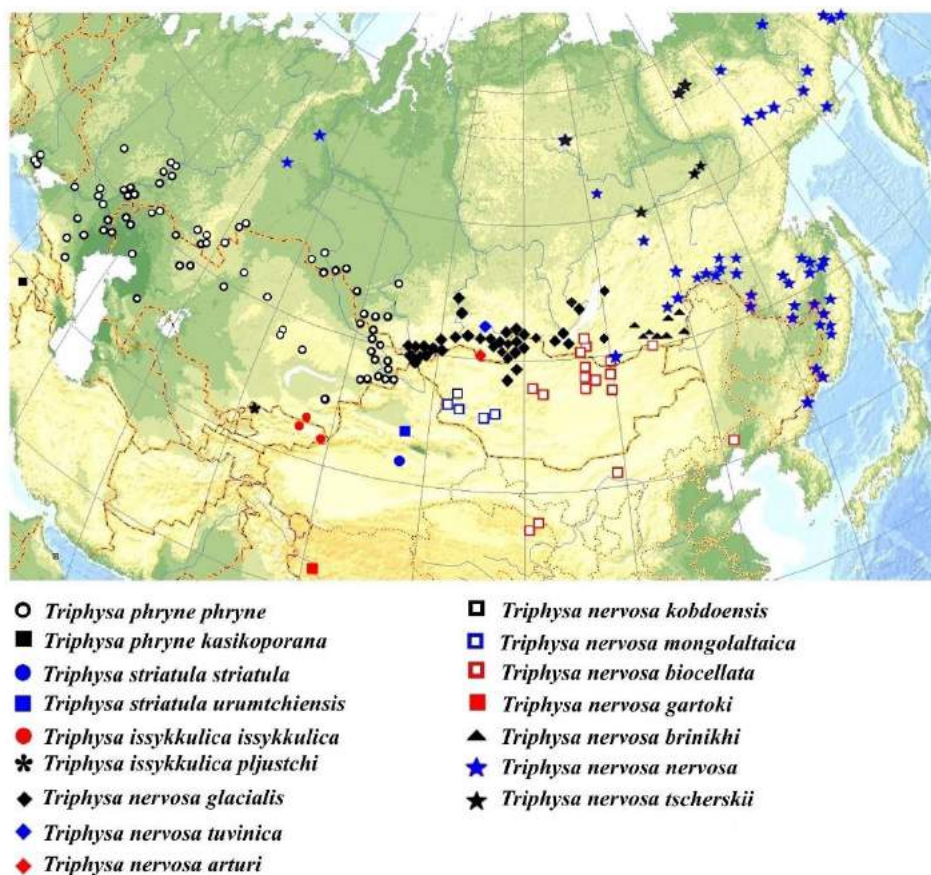 Triphysa phryne phryne
Triphysa phryne kasikoporana
Triphysa striatula striatula
Triphysa striatula urumtchiensis
Triphysa issykkulica issykkulica
Triphysa issykkulica pljustchi
Triphysa nervosa glacialis
Triphysa nervosa tuvinica
Triphysa nervosa arturi
Triphysa nervosa kobdoensis
Triphysa nervosa mongolaltaica
Triphysa nervosa biocellata
Triphysa nervosa gartoki
Triphysa nervosa brinikhi
Triphysa nervosa nervosa
Triphysa nervosa tscherskii